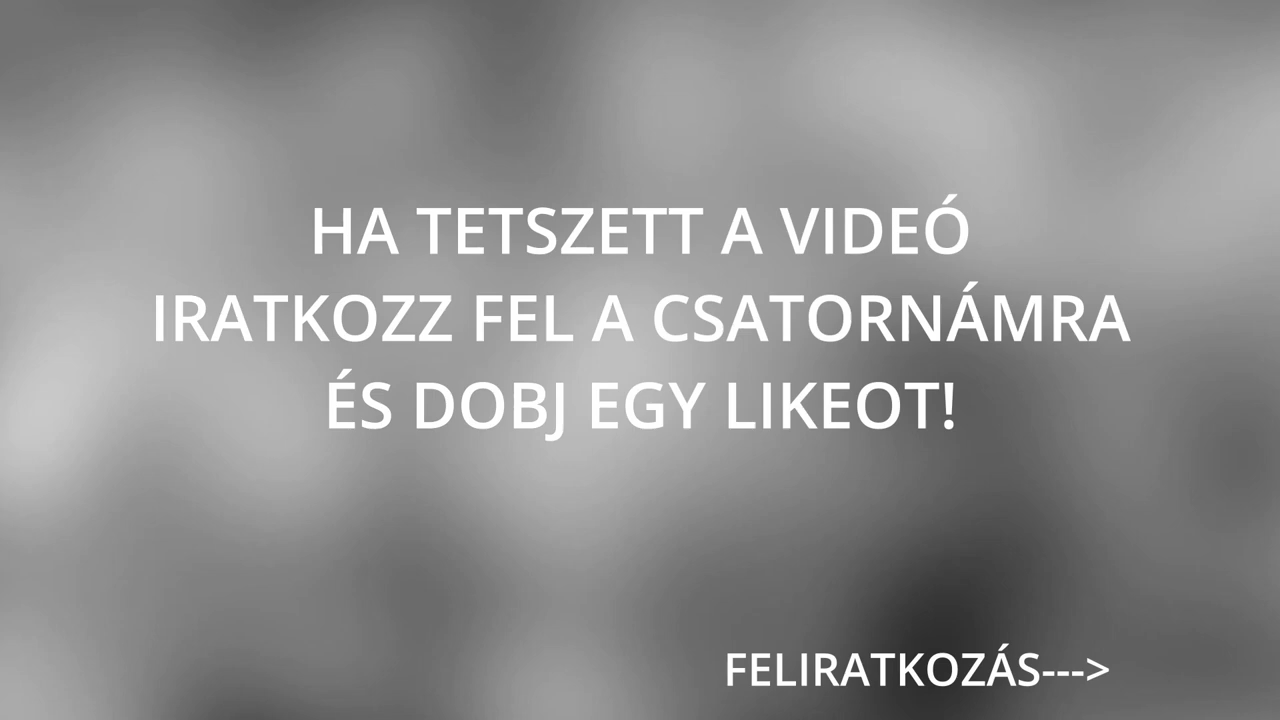 HA TETSZETT A VIDEÓ
IRATKOZZ FEL A CSATORNÁMRA
ÉS DOBJ EGY LIKEOT!
FELIRATKOZÁS--->